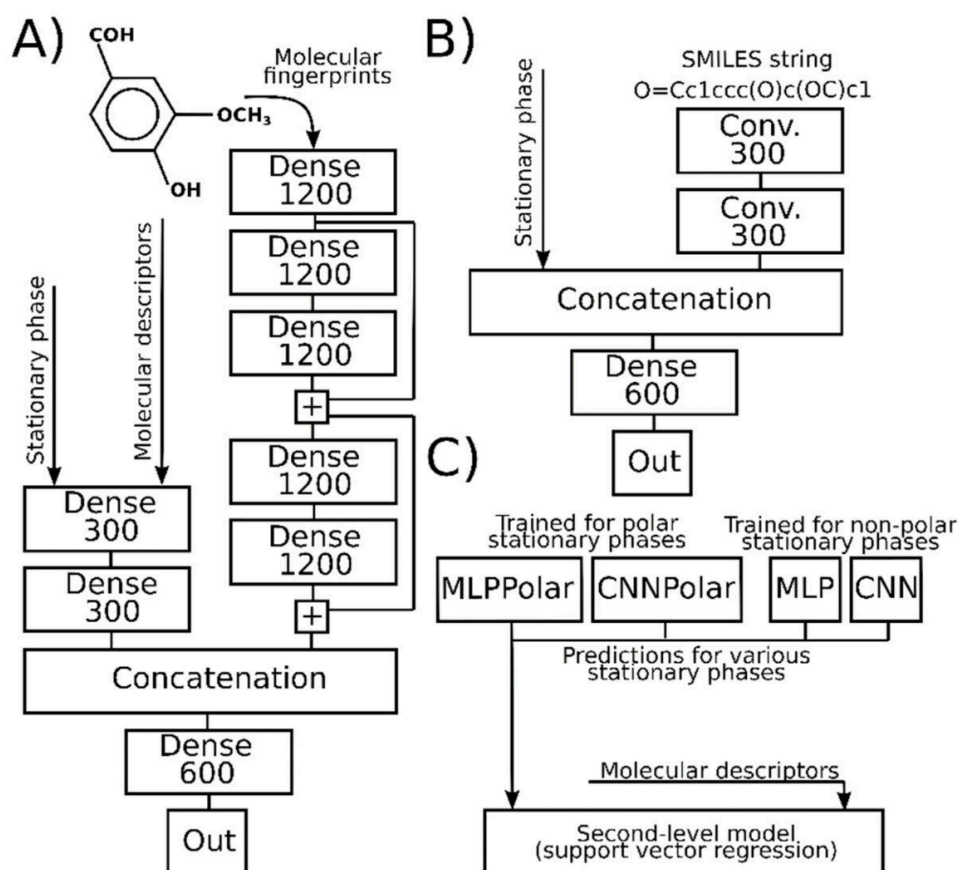 A)
COH
OCH₃
OH
Molecular
fingerprints
Dense
1200
Dense
1200
Dense
1200
+
Dense
1200
Dense
1200
+
Stationary phase
Molecular descriptors
Dense
300
Dense
300
Concatenation
Dense
600
Out
B)
Stationary phase
SMILES string
O=Cc1ccc(O)c(OC)c1
Conv.
300
Conv.
300
Concatenation
Dense
600
Out
C)
Trained for polar
stationary phases
Trained for non-polar
stationary phases
MLPPolar
CNNPolar
MLP
CNN
Predictions for various
stationary phases
Molecular descriptors
Second-level model
(support vector regression)